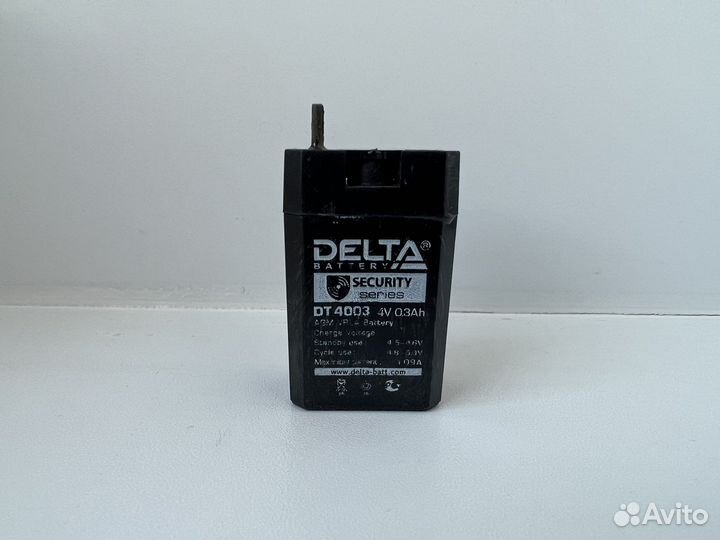 DELTA®
BATTERY
SECURITY
series
DT 4003 4V 0.3Ah
AGM VRLA Battery
Charge Voltage
Standby use: 4.5-4.6V
Cycle use: 4.8-5.0V
Maximum current: 0.09A
www.delta-batt.com
Avito